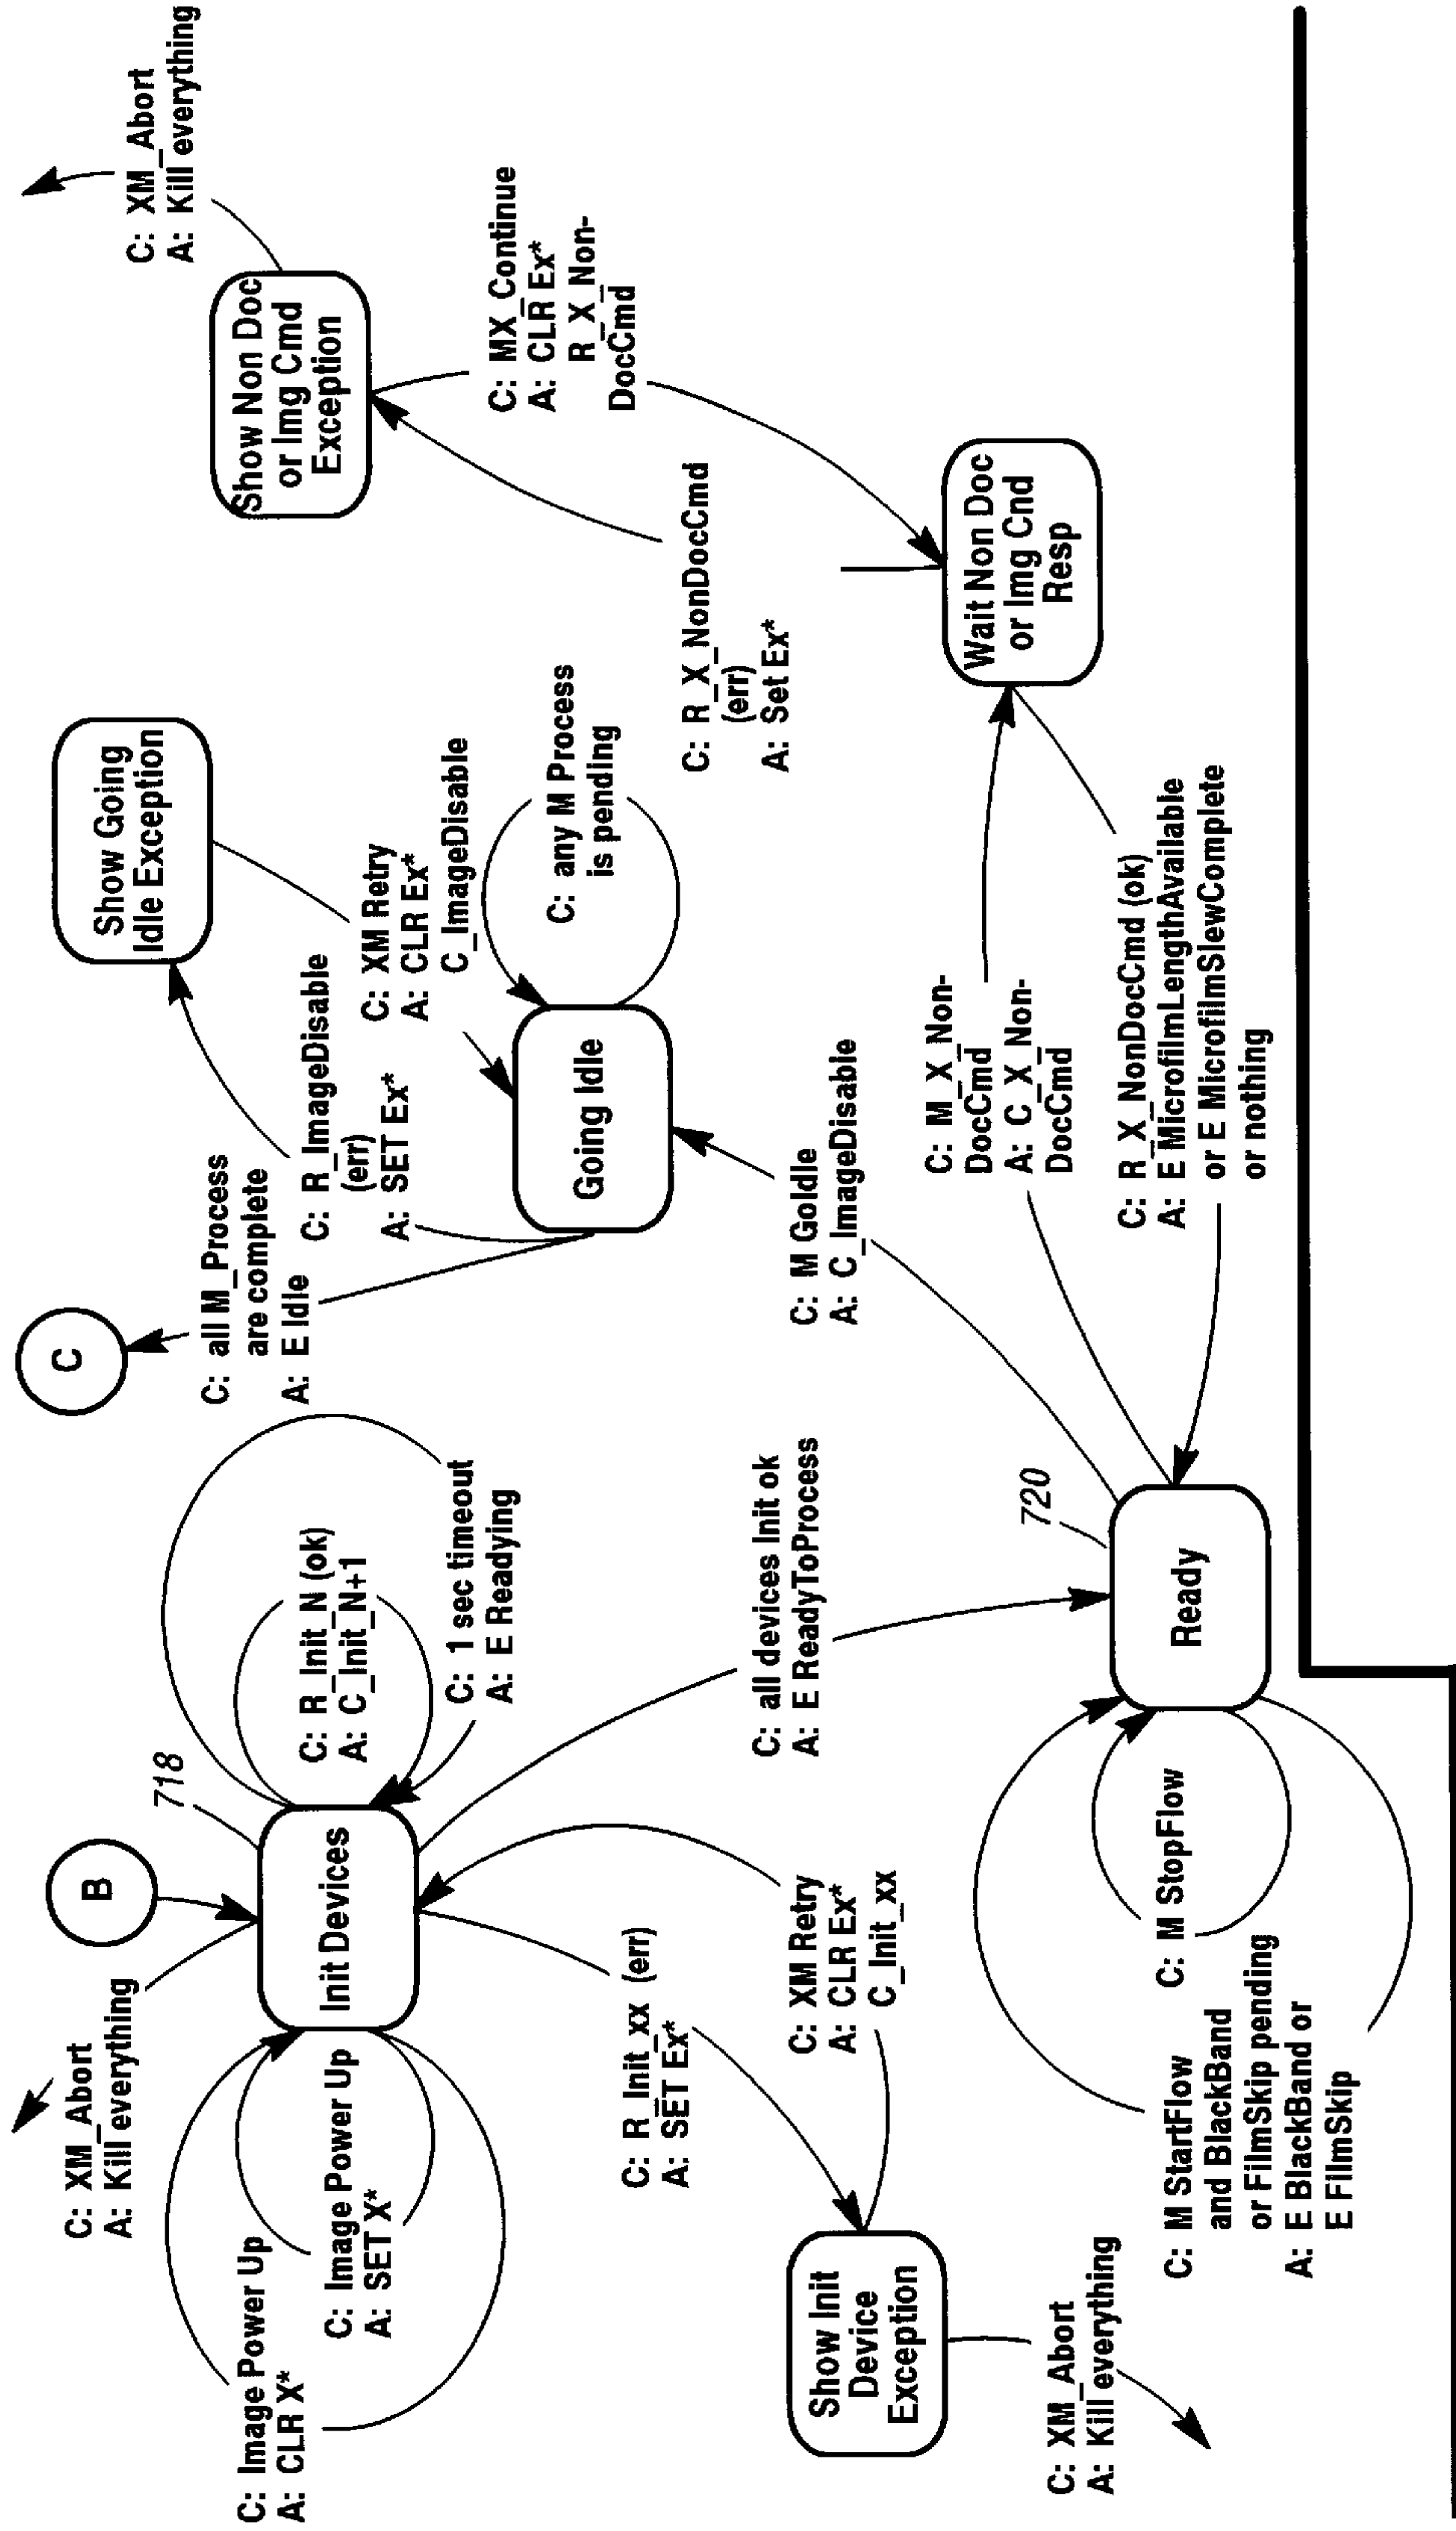 C: XM_Abort
A: Kill everything
B
718
C: Image Power Up
A: CLR X*
C: Image Power Up
A: SET X*
Init Devices
C: R_Init_N (ok)
A: C_Init_N+1
C: 1 sec timeout
A: E Readying
C
C: all M_Process
are complete
A: E Idle
C: R_ImageDisable
(err)
A: SET Ex*
Show Going
Idle Exception
C: XM Retry
A: CLR Ex*
C_ImageDisable
Going Idle
C: any M Process
is pending
C: XM_Abort
A: Kill everything
Show Non Doc
or Img Cmd
Exception
C: MX_Continue
A: CLR Ex*
R_X_Non-
DocCmd
C: R_X_NonDocCmd
(err)
A: Set Ex*
Wait Non Doc
or Img Cnd
Resp
C: R_Init_xx (err)
A: SET Ex*
C: XM Retry
A: CLR Ex*
C_Init_xx
Show Init
Device
Exception
C: XM_Abort
A: Kill everything
C: all devices Init ok
A: E ReadyToProcess
C: M GoIdle
A: C_ImageDisable
C: M_X_Non-
DocCmd
A: C_X_Non-
DocCmd
C: R_X_NonDocCmd (ok)
A: E MicrofilmLengthAvailable
or E MicrofilmSlewComplete
or nothing
720
Ready
C: M StopFlow
C: M StartFlow
and BlackBand
or FilmSkip pending
A: E BlackBand or
E FilmSkip